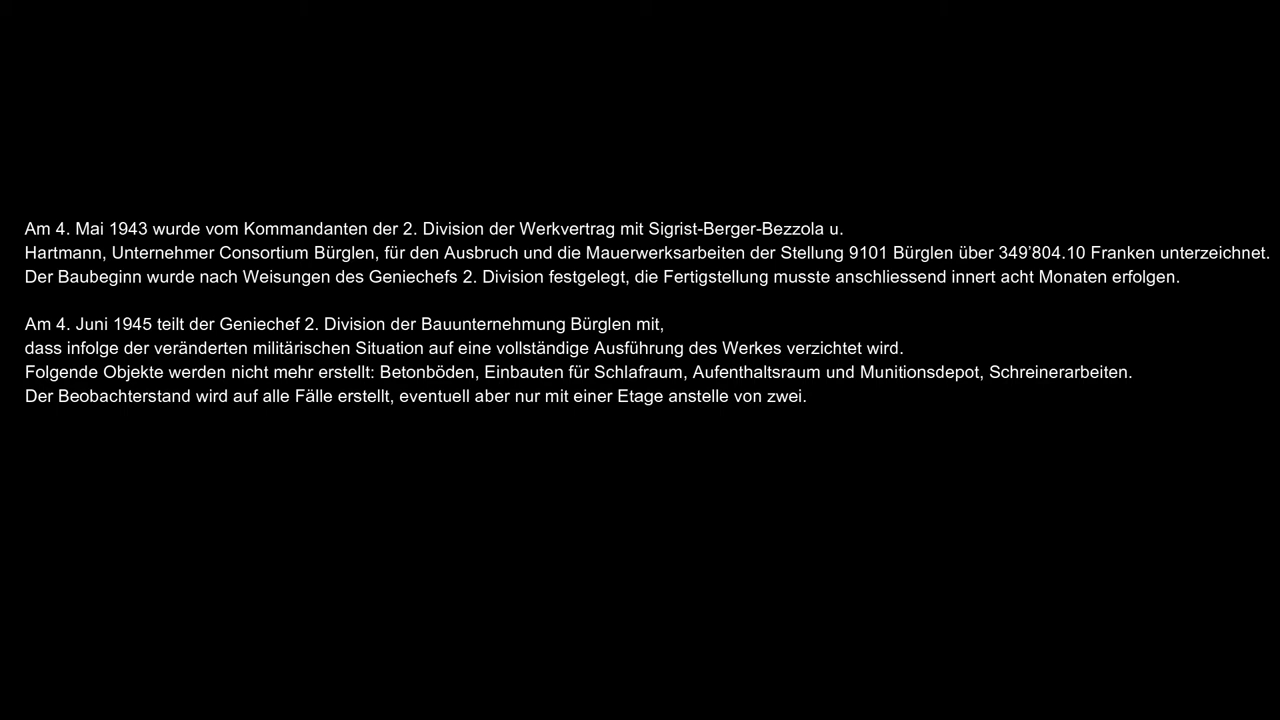 Am 4. Mai 1943 wurde vom Kommandanten der 2. Division der Werkvertrag mit Sigrist-Berger-Bezzola u.
Hartmann, Unternehmer Consortium Bürglen, für den Ausbruch und die Mauerwerksarbeiten der Stellung 9101 Bürglen über 349'804.10 Franken unterzeichnet.
Der Baubeginn wurde nach Weisungen des Geniechefs 2. Division festgelegt, die Fertigstellung musste anschliessend innert acht Monaten erfolgen.
Am 4. Juni 1945 teilt der Geniechef 2. Division der Bauunternehmung Bürglen mit,
dass infolge der veränderten militärischen Situation auf eine vollständige Ausführung des Werkes verzichtet wird.
Folgende Objekte werden nicht mehr erstellt: Betonböden, Einbauten für Schlafraum, Aufenthaltsraum und Munitionsdepot, Schreinerarbeiten.
Der Beobachterstand wird auf alle Fälle erstellt, eventuell aber nur mit einer Etage anstelle von zwei.